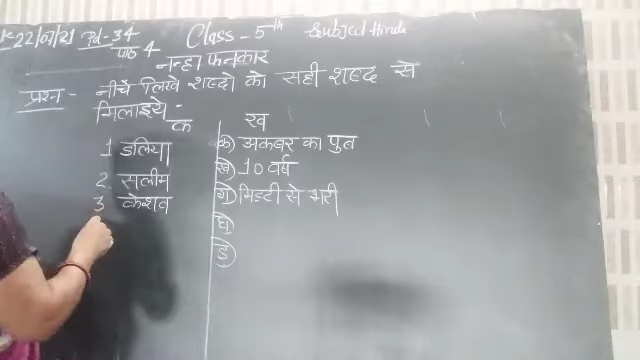 22/07/21 Pd-34 Class-5th Subject Hindi
पाठ 4
नन्हा फनकार
प्रश्न- नीचे लिखे शब्दो को सही शब्द से
मिलाइये-
क ख
1 डलिया क) अकबर का पुत्र
2 सलीम ख) 10 वर्ष
3 केशव ग) मिट्टी से भरी
घ)
ड)